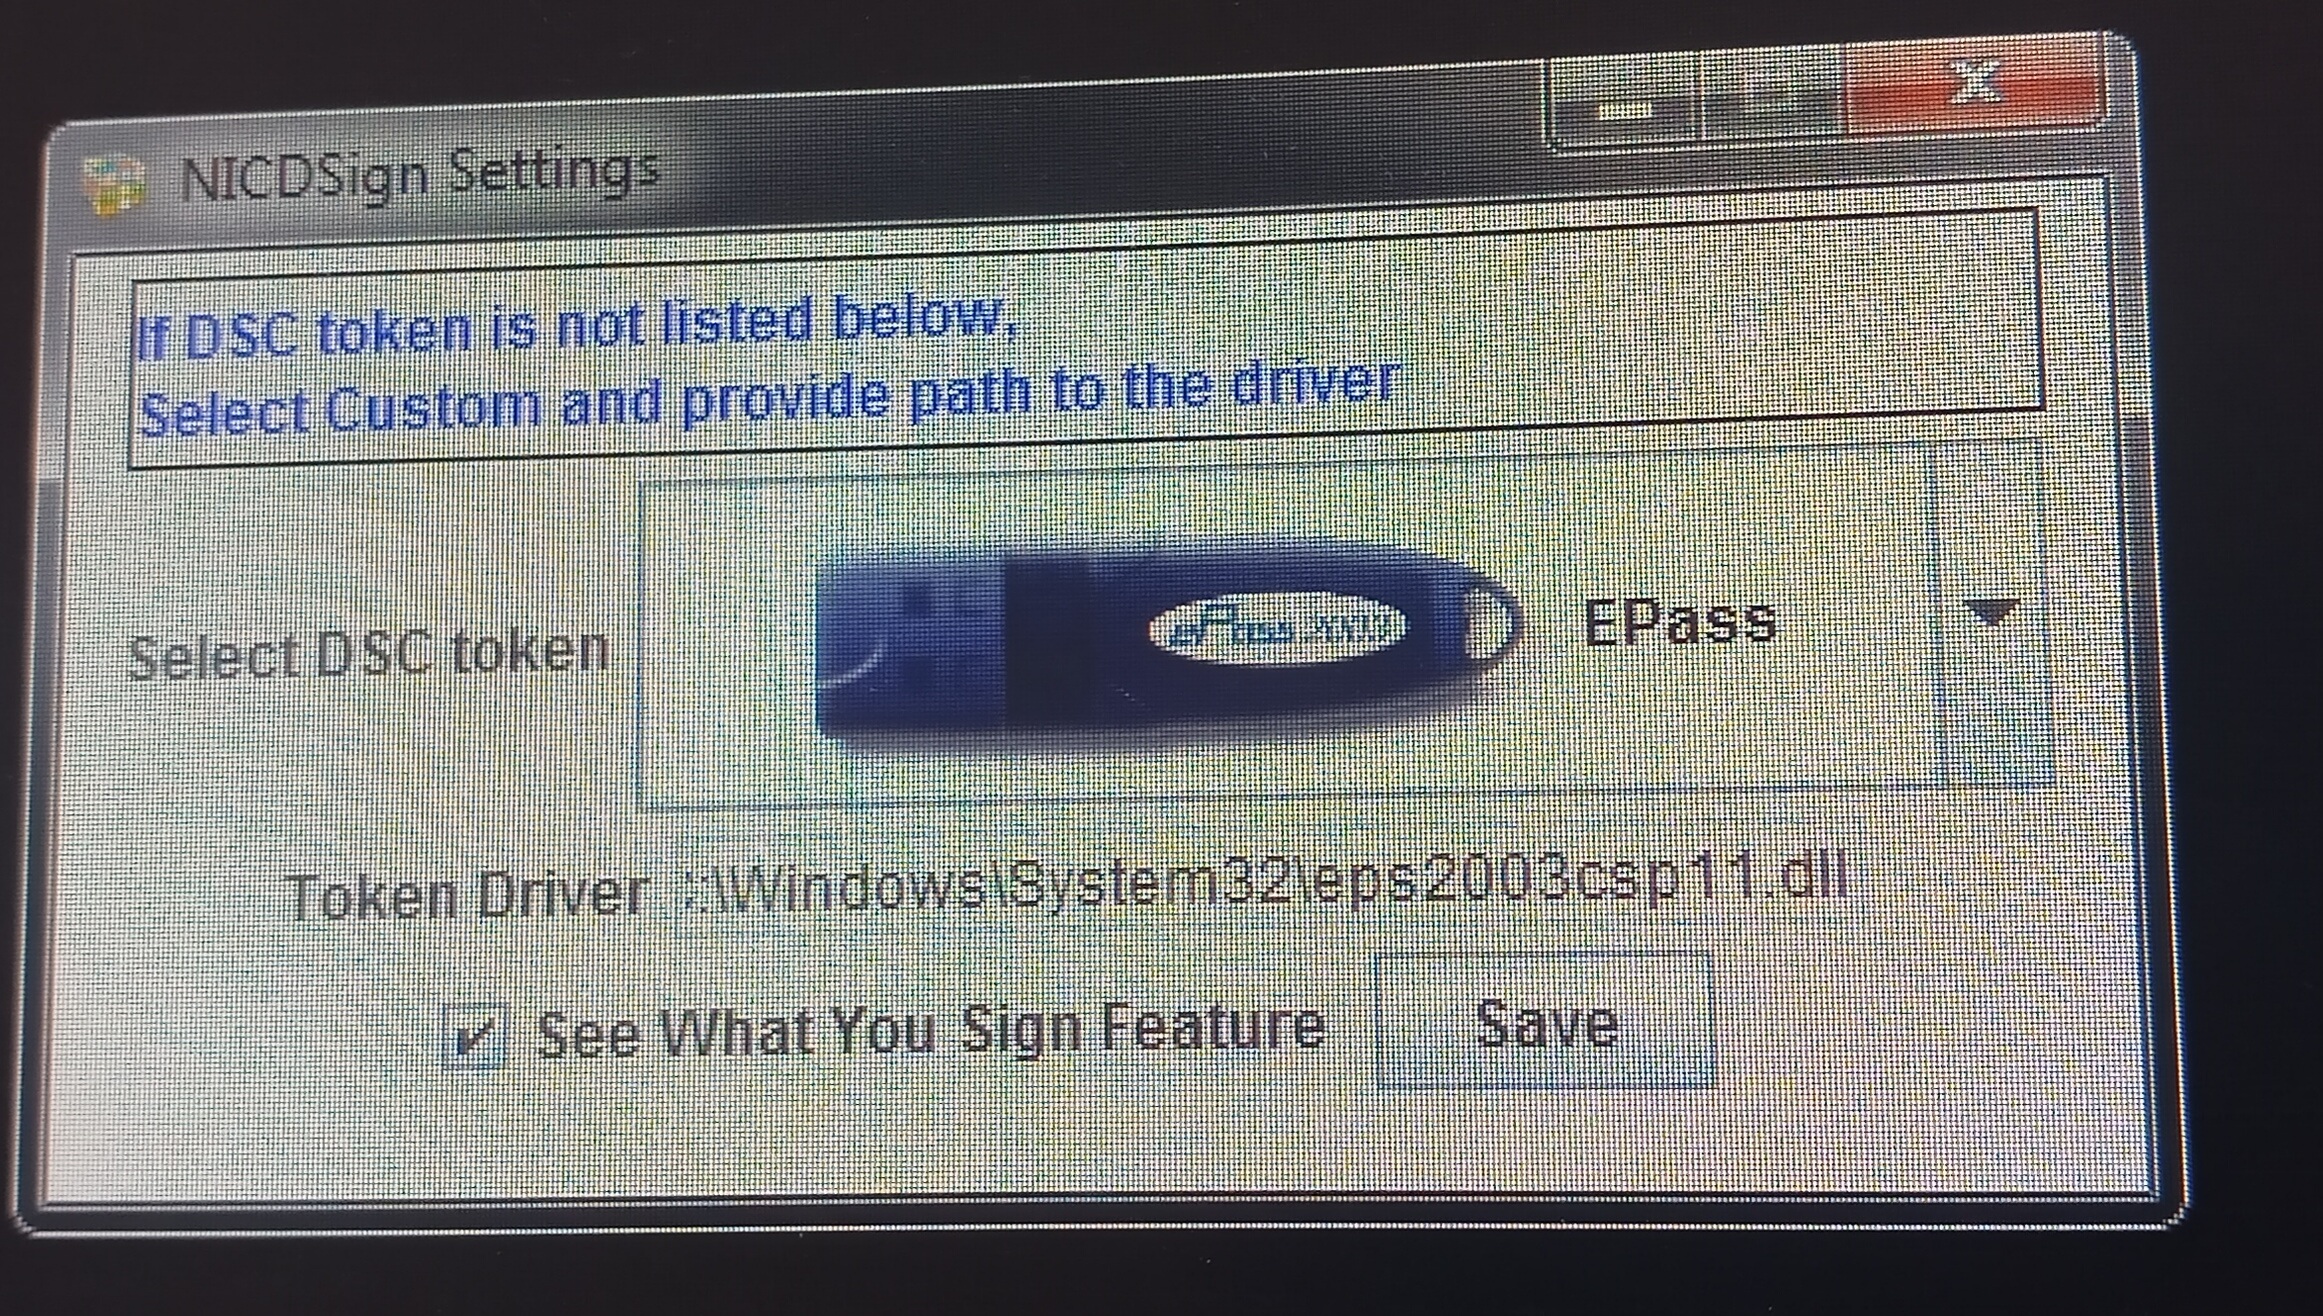 NICDSign Settings
If DSC token is not listed below,
Select Custom and provide path to the driver
Select DSC token
ePass 2003
EPass
Token Driver :\Windows\System32\eps2003csp11.dll
See What You Sign Feature
Save